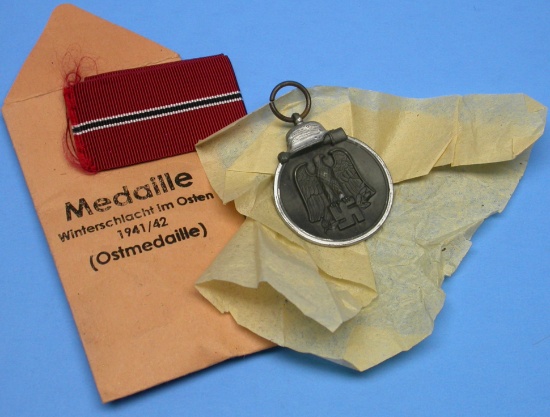 Medaille
Winterschlacht im Osten
1941/42
(Ostmedaille)